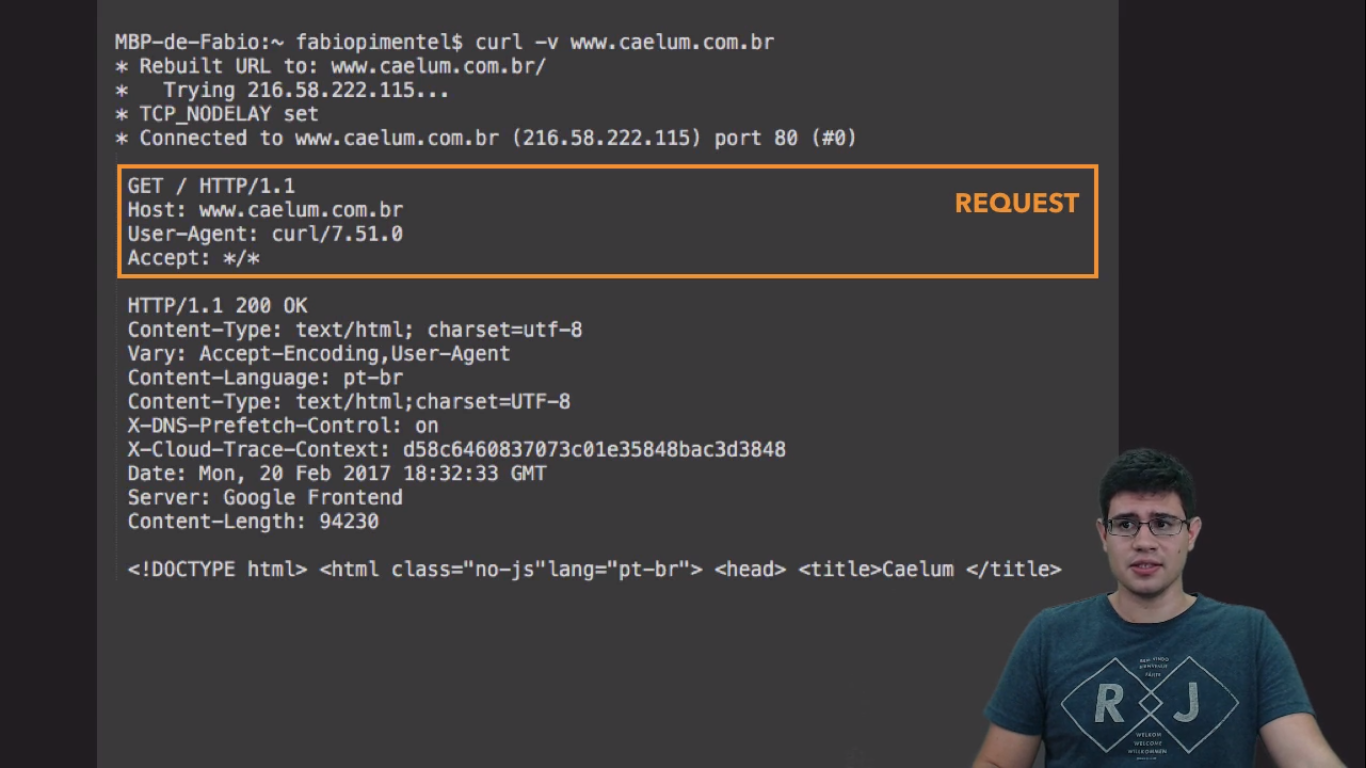 MBP-de-Fabio:~ fabiopimentel$ curl -v www.caelum.com.br
* Rebuilt URL to: www.caelum.com.br/
*   Trying 216.58.222.115...
* TCP_NODELAY set
* Connected to www.caelum.com.br (216.58.222.115) port 80 (#0)
GET / HTTP/1.1
REQUEST
Host: www.caelum.com.br
User-Agent: curl/7.51.0
Accept: */*
HTTP/1.1 200 OK
Content-Type: text/html; charset=utf-8
Vary: Accept-Encoding,User-Agent
Content-Language: pt-br
Content-Type: text/html;charset=UTF-8
X-DNS-Prefetch-Control: on
X-Cloud-Trace-Context: d58c6460837073c01e35848bac3d3848
Date: Mon, 20 Feb 2017 18:32:33 GMT
Server: Google Frontend
Content-Length: 94230
<!DOCTYPE html> <html class="no-js"lang="pt-br"> <head> <title>Caelum </title>
R J
WELKOM
WELCOME
WILLKOMMEN